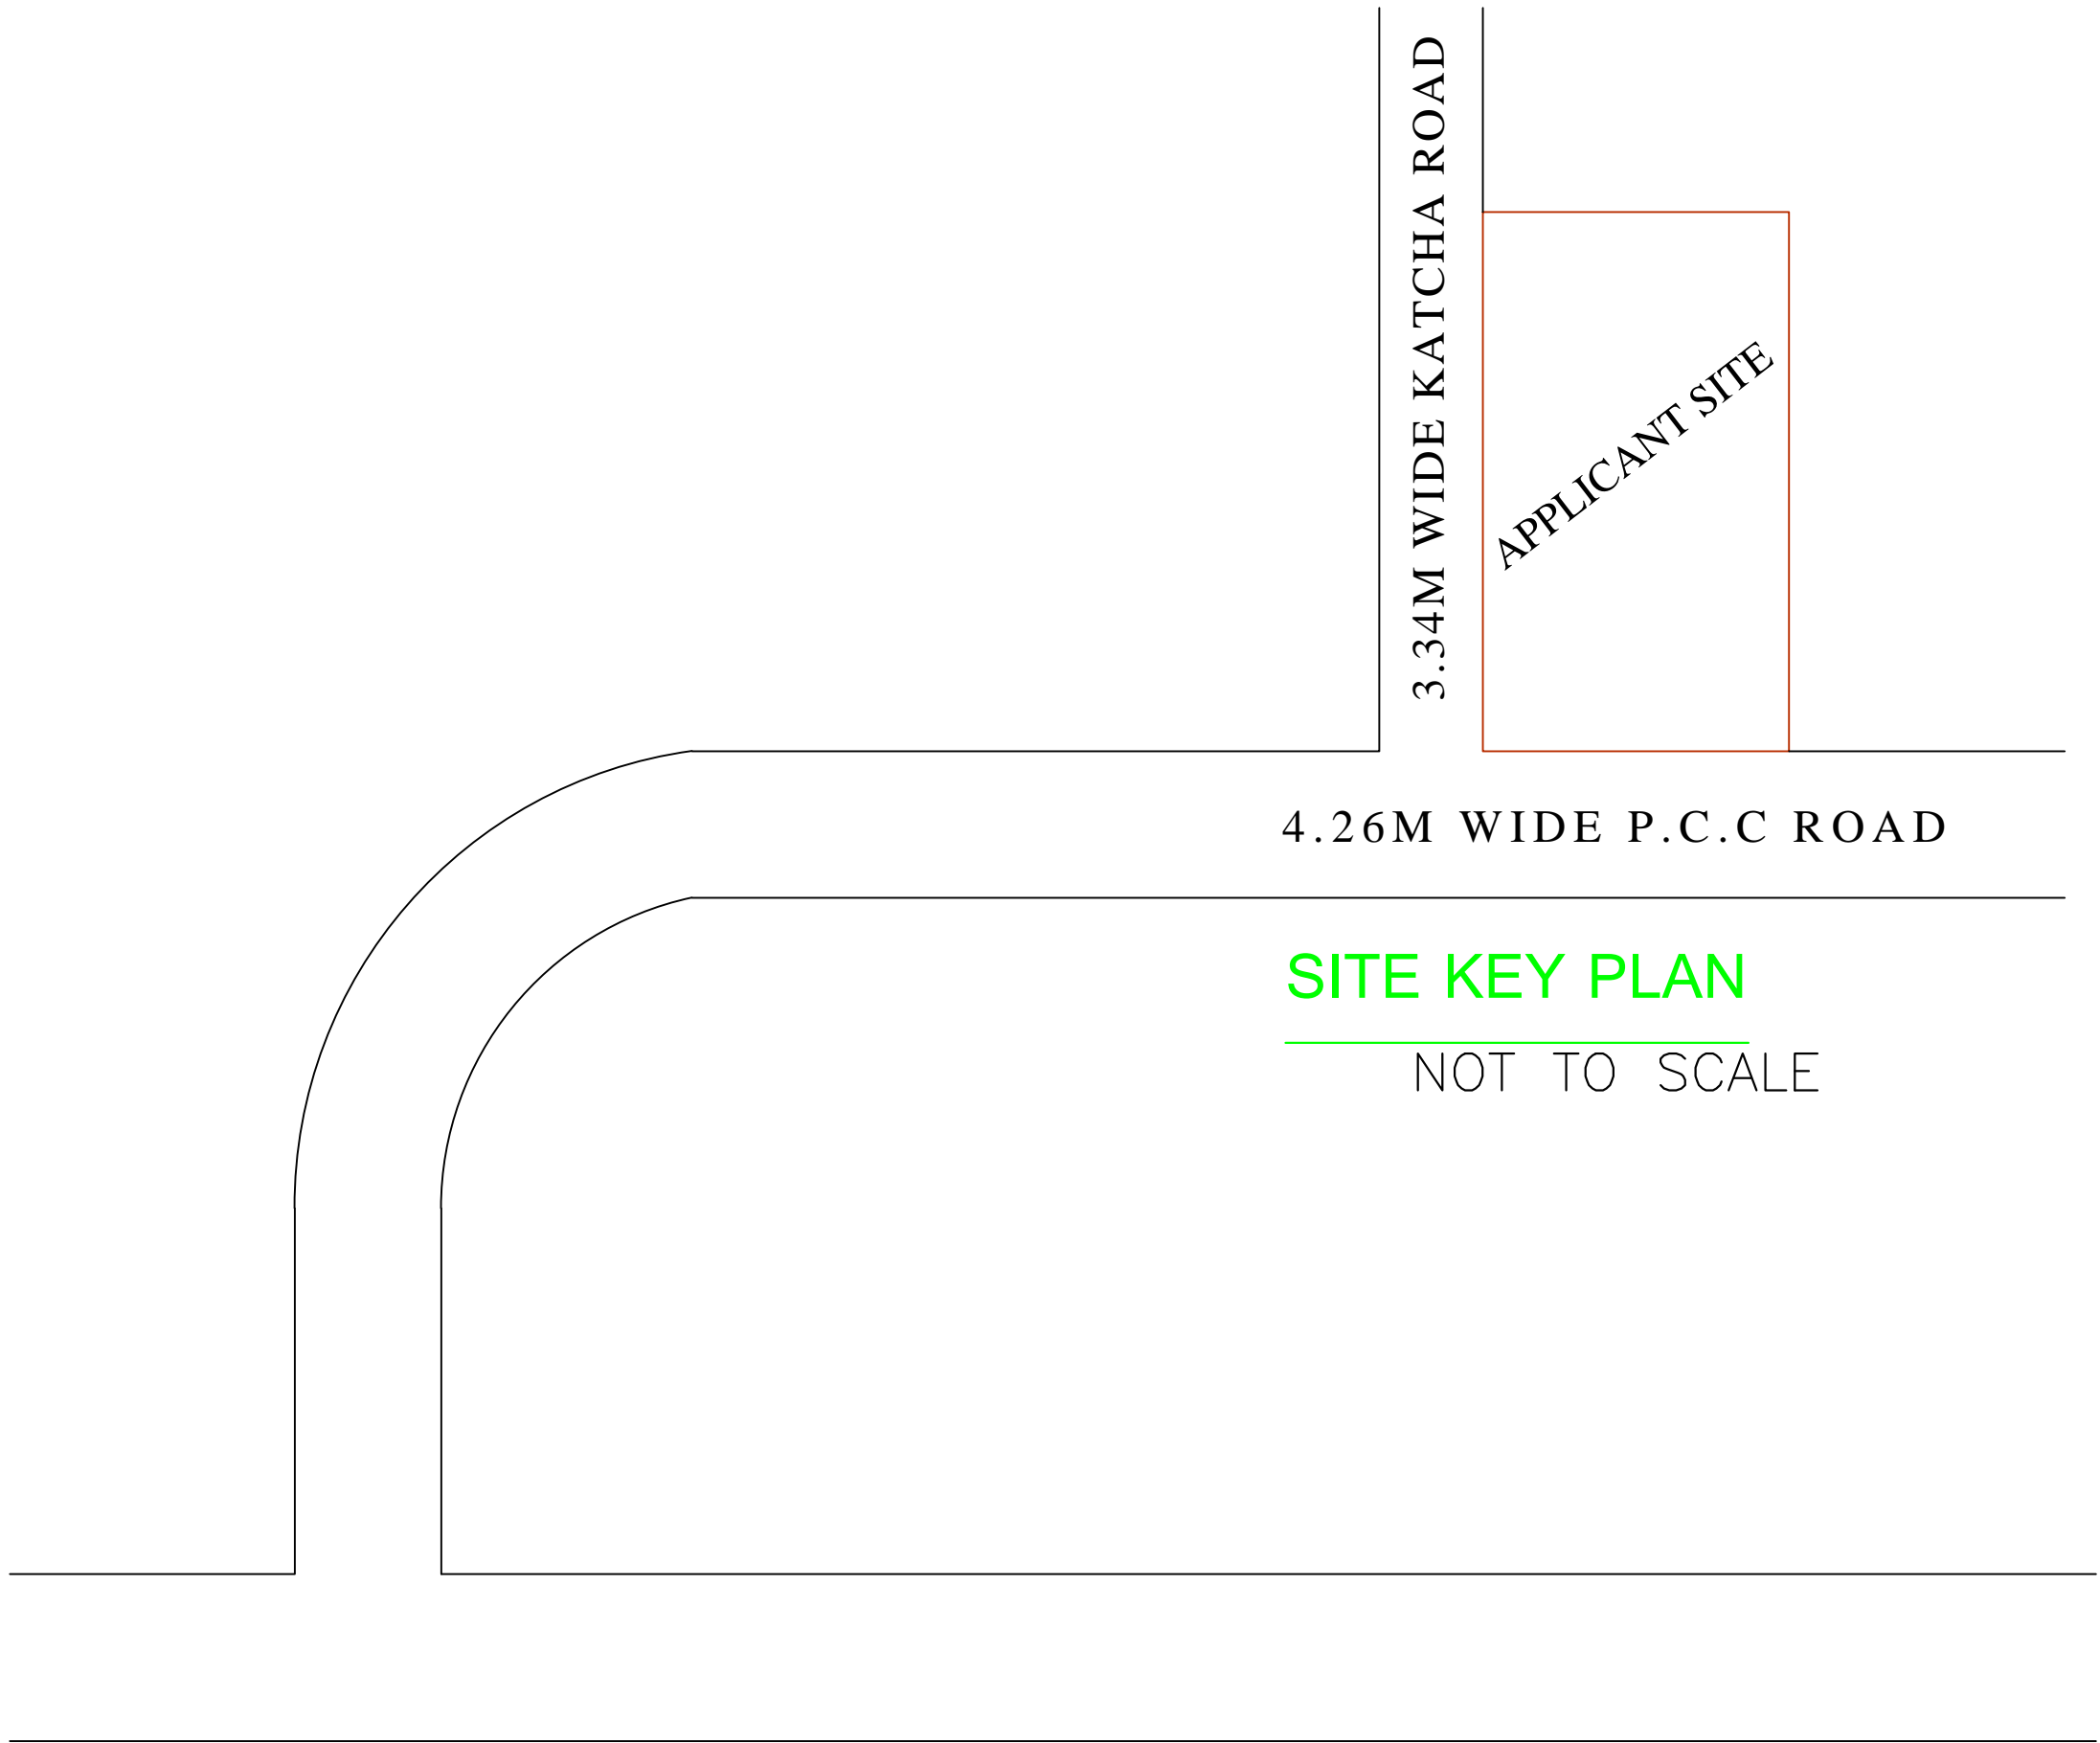 3.34M WIDE KATCHA ROAD
APPLICANT SITE
4.26M WIDE P.C.C ROAD
SITE KEY PLAN
NOT TO SCALE